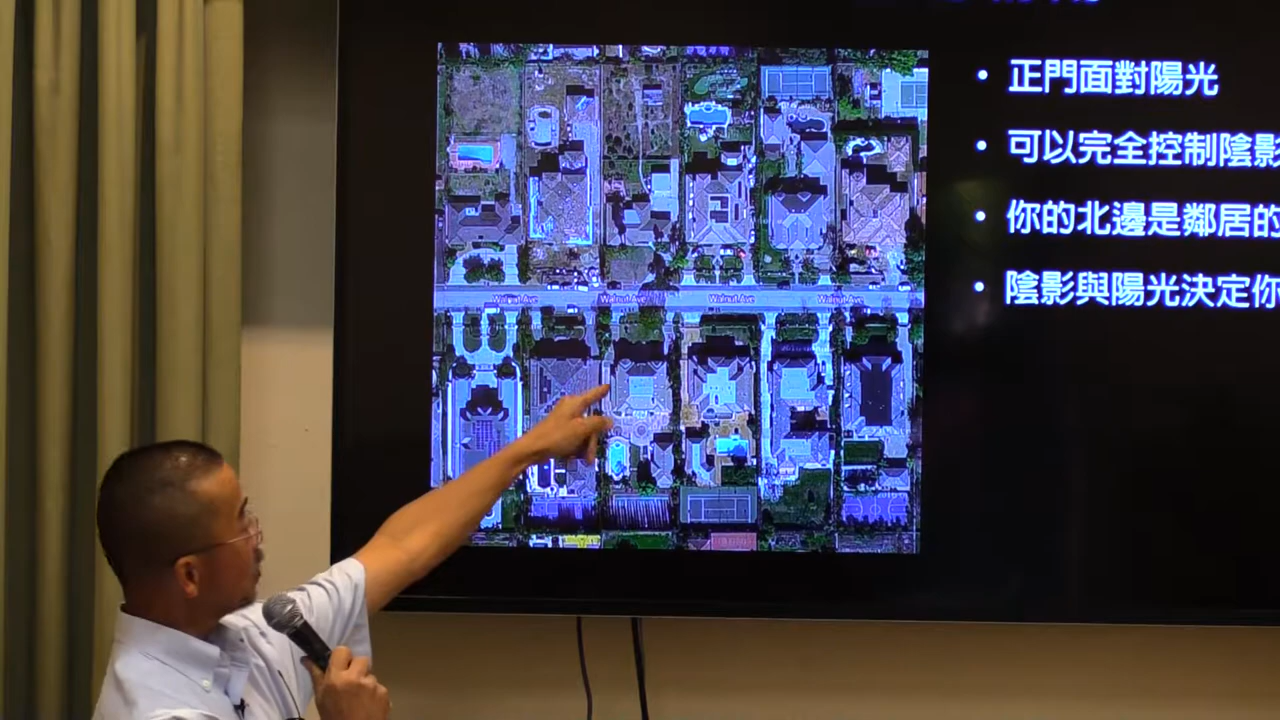 Walnut Ave Walnut Ave Walnut Ave Walnut Ave
• 正門面對陽光
• 可以完全控制陰影
• 你的北邊是鄰居的
• 陰影與陽光決定你